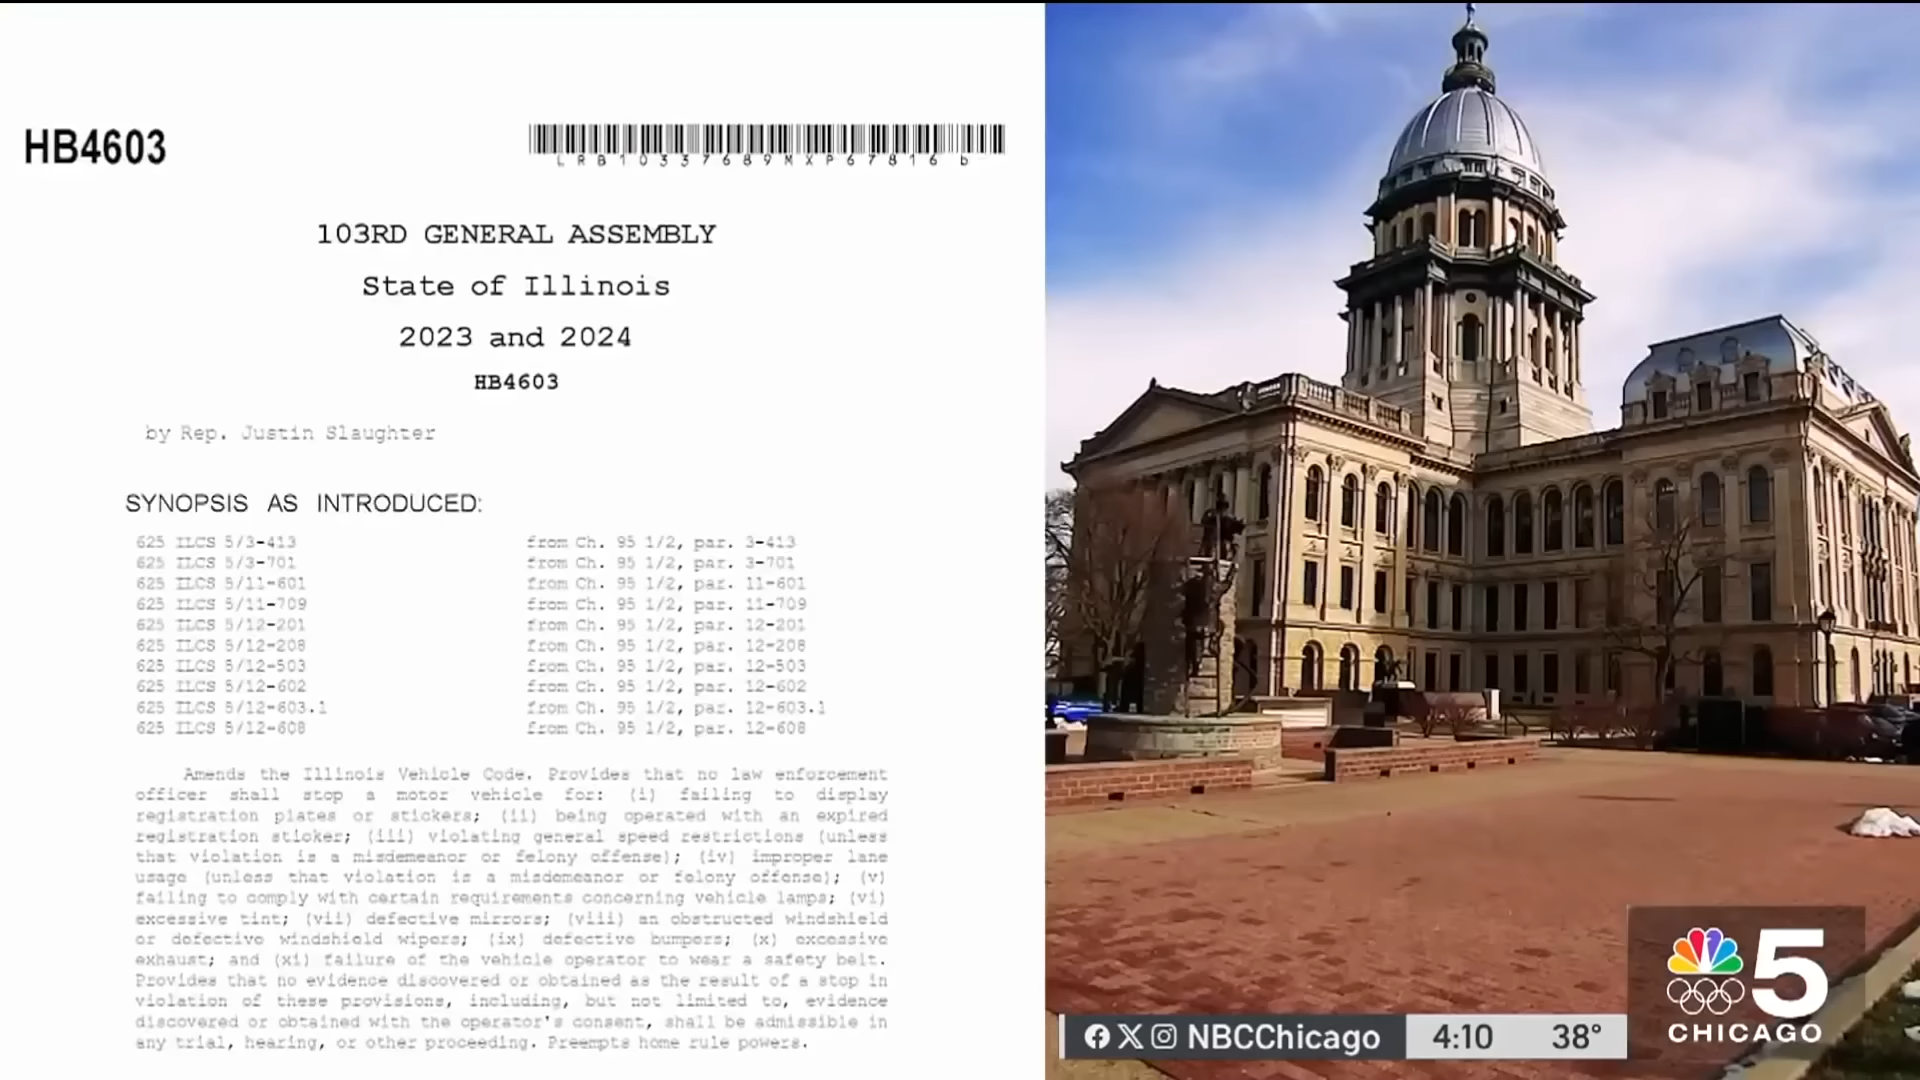 HB4603
LRB10337689MXP67816b
103RD GENERAL ASSEMBLY
State of Illinois
2023 and 2024
HB4603
by Rep. Justin Slaughter
SYNOPSIS AS INTRODUCED:
625 ILCS 5/3-413 from Ch. 95 1/2, par. 3-413
625 ILCS 5/3-701 from Ch. 95 1/2, par. 3-701
625 ILCS 5/11-601 from Ch. 95 1/2, par. 11-601
625 ILCS 5/11-709 from Ch. 95 1/2, par. 11-709
625 ILCS 5/12-201 from Ch. 95 1/2, par. 12-201
625 ILCS 5/12-208 from Ch. 95 1/2, par. 12-208
625 ILCS 5/12-503 from Ch. 95 1/2, par. 12-503
625 ILCS 5/12-602 from Ch. 95 1/2, par. 12-602
625 ILCS 5/12-603.1 from Ch. 95 1/2, par. 12-603.1
625 ILCS 5/12-608 from Ch. 95 1/2, par. 12-608
Amends the Illinois Vehicle Code. Provides that no law enforcement
officer shall stop a motor vehicle for: (i) failing to display
registration plates or stickers; (ii) being operated with an expired
registration sticker; (iii) violating general speed restrictions (unless
that violation is a misdemeanor or felony offense); (iv) improper lane
usage (unless that violation is a misdemeanor or felony offense); (v)
failing to comply with certain requirements concerning vehicle lamps; (vi)
excessive tint; (vii) defective mirrors; (viii) an obstructed windshield
or defective windshield wipers; (ix) defective bumpers; (x) excessive
exhaust; and (xi) failure of the vehicle operator to wear a safety belt.
Provides that no evidence discovered or obtained as the result of a stop in
violation of these provisions, including, but not limited to, evidence
discovered or obtained with the operator's consent, shall be admissible in
any trial, hearing, or other proceeding. Preempts home rule powers.
NBCChicago 4:10 38°
5
CHICAGO